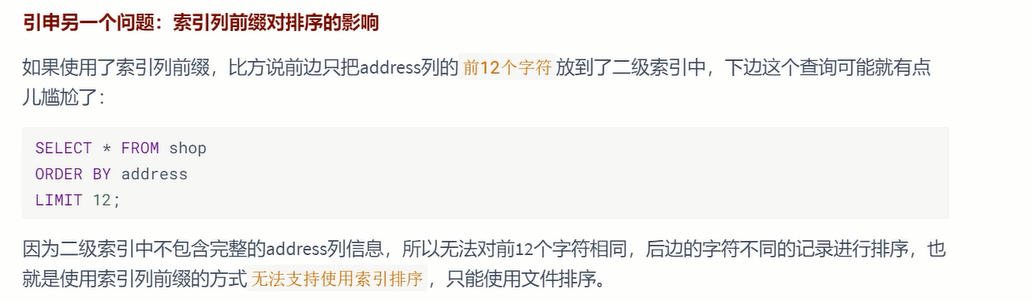 引申另一个问题：索引列前缀对排序的影响
如果使用了索引列前缀，比方说前边只把address列的 前12个字符 放到了二级索引中，下边这个查询可能就有点
儿尴尬了：
SELECT * FROM shop
ORDER BY address
LIMIT 12;
因为二级索引中不包含完整的address列信息，所以无法对前12个字符相同，后边的字符不同的记录进行排序，也
就是使用索引列前缀的方式 无法支持使用索引排序 ，只能使用文件排序。